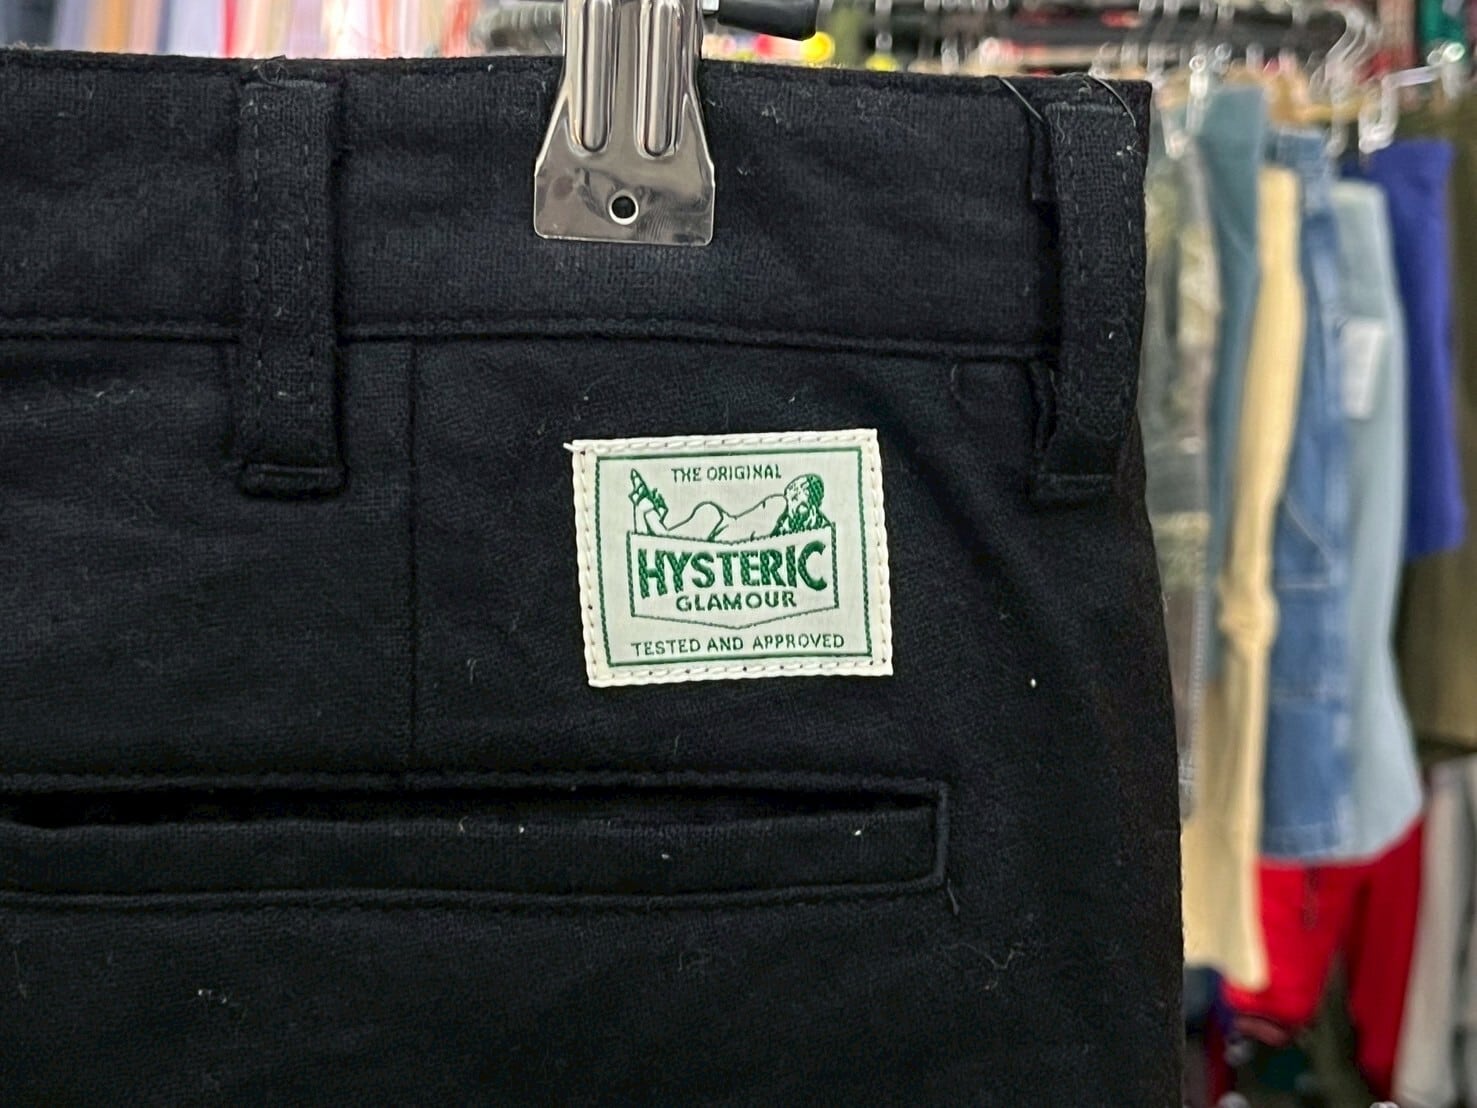 THE ORIGINAL
HYSTERIC
GLAMOUR
TESTED AND APPROVED